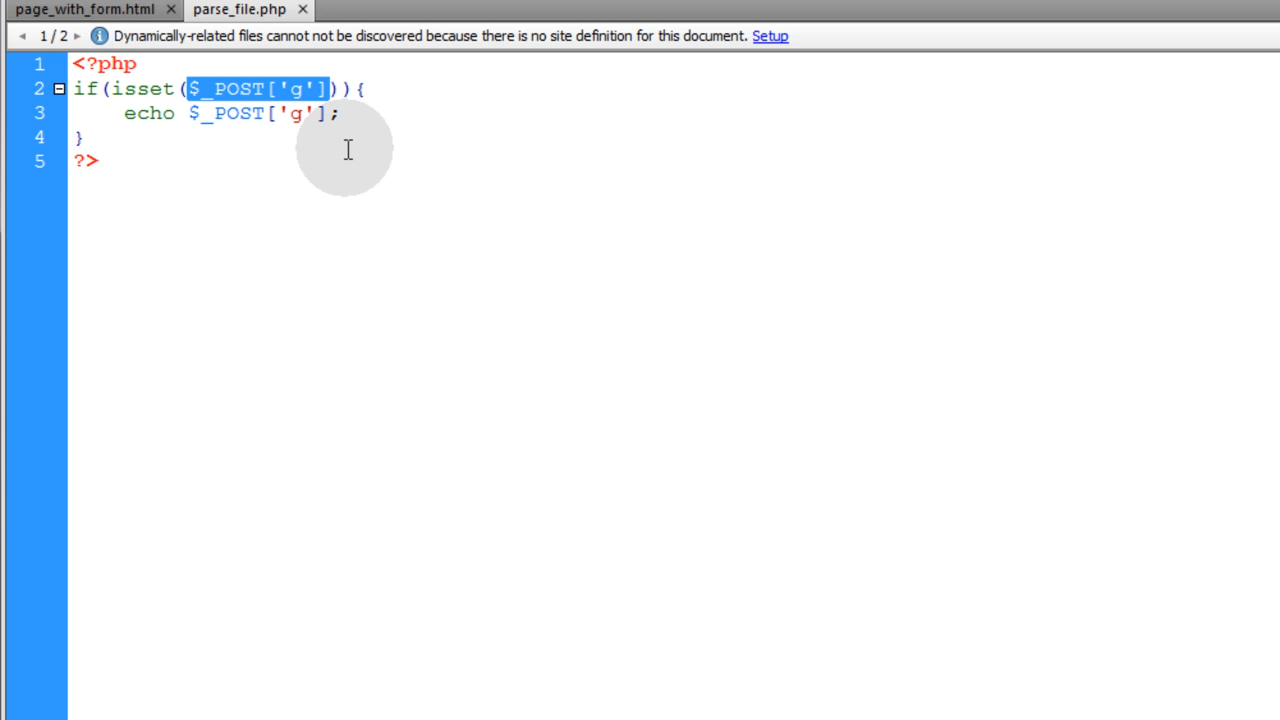 page_with_form.html × parse_file.php ×
1 / 2 Dynamically-related files cannot not be discovered because there is no site definition for this document. Setup
1 <?php
2 if(isset($_POST['g'])){
3 echo $_POST['g'];
4 }
5 ?>